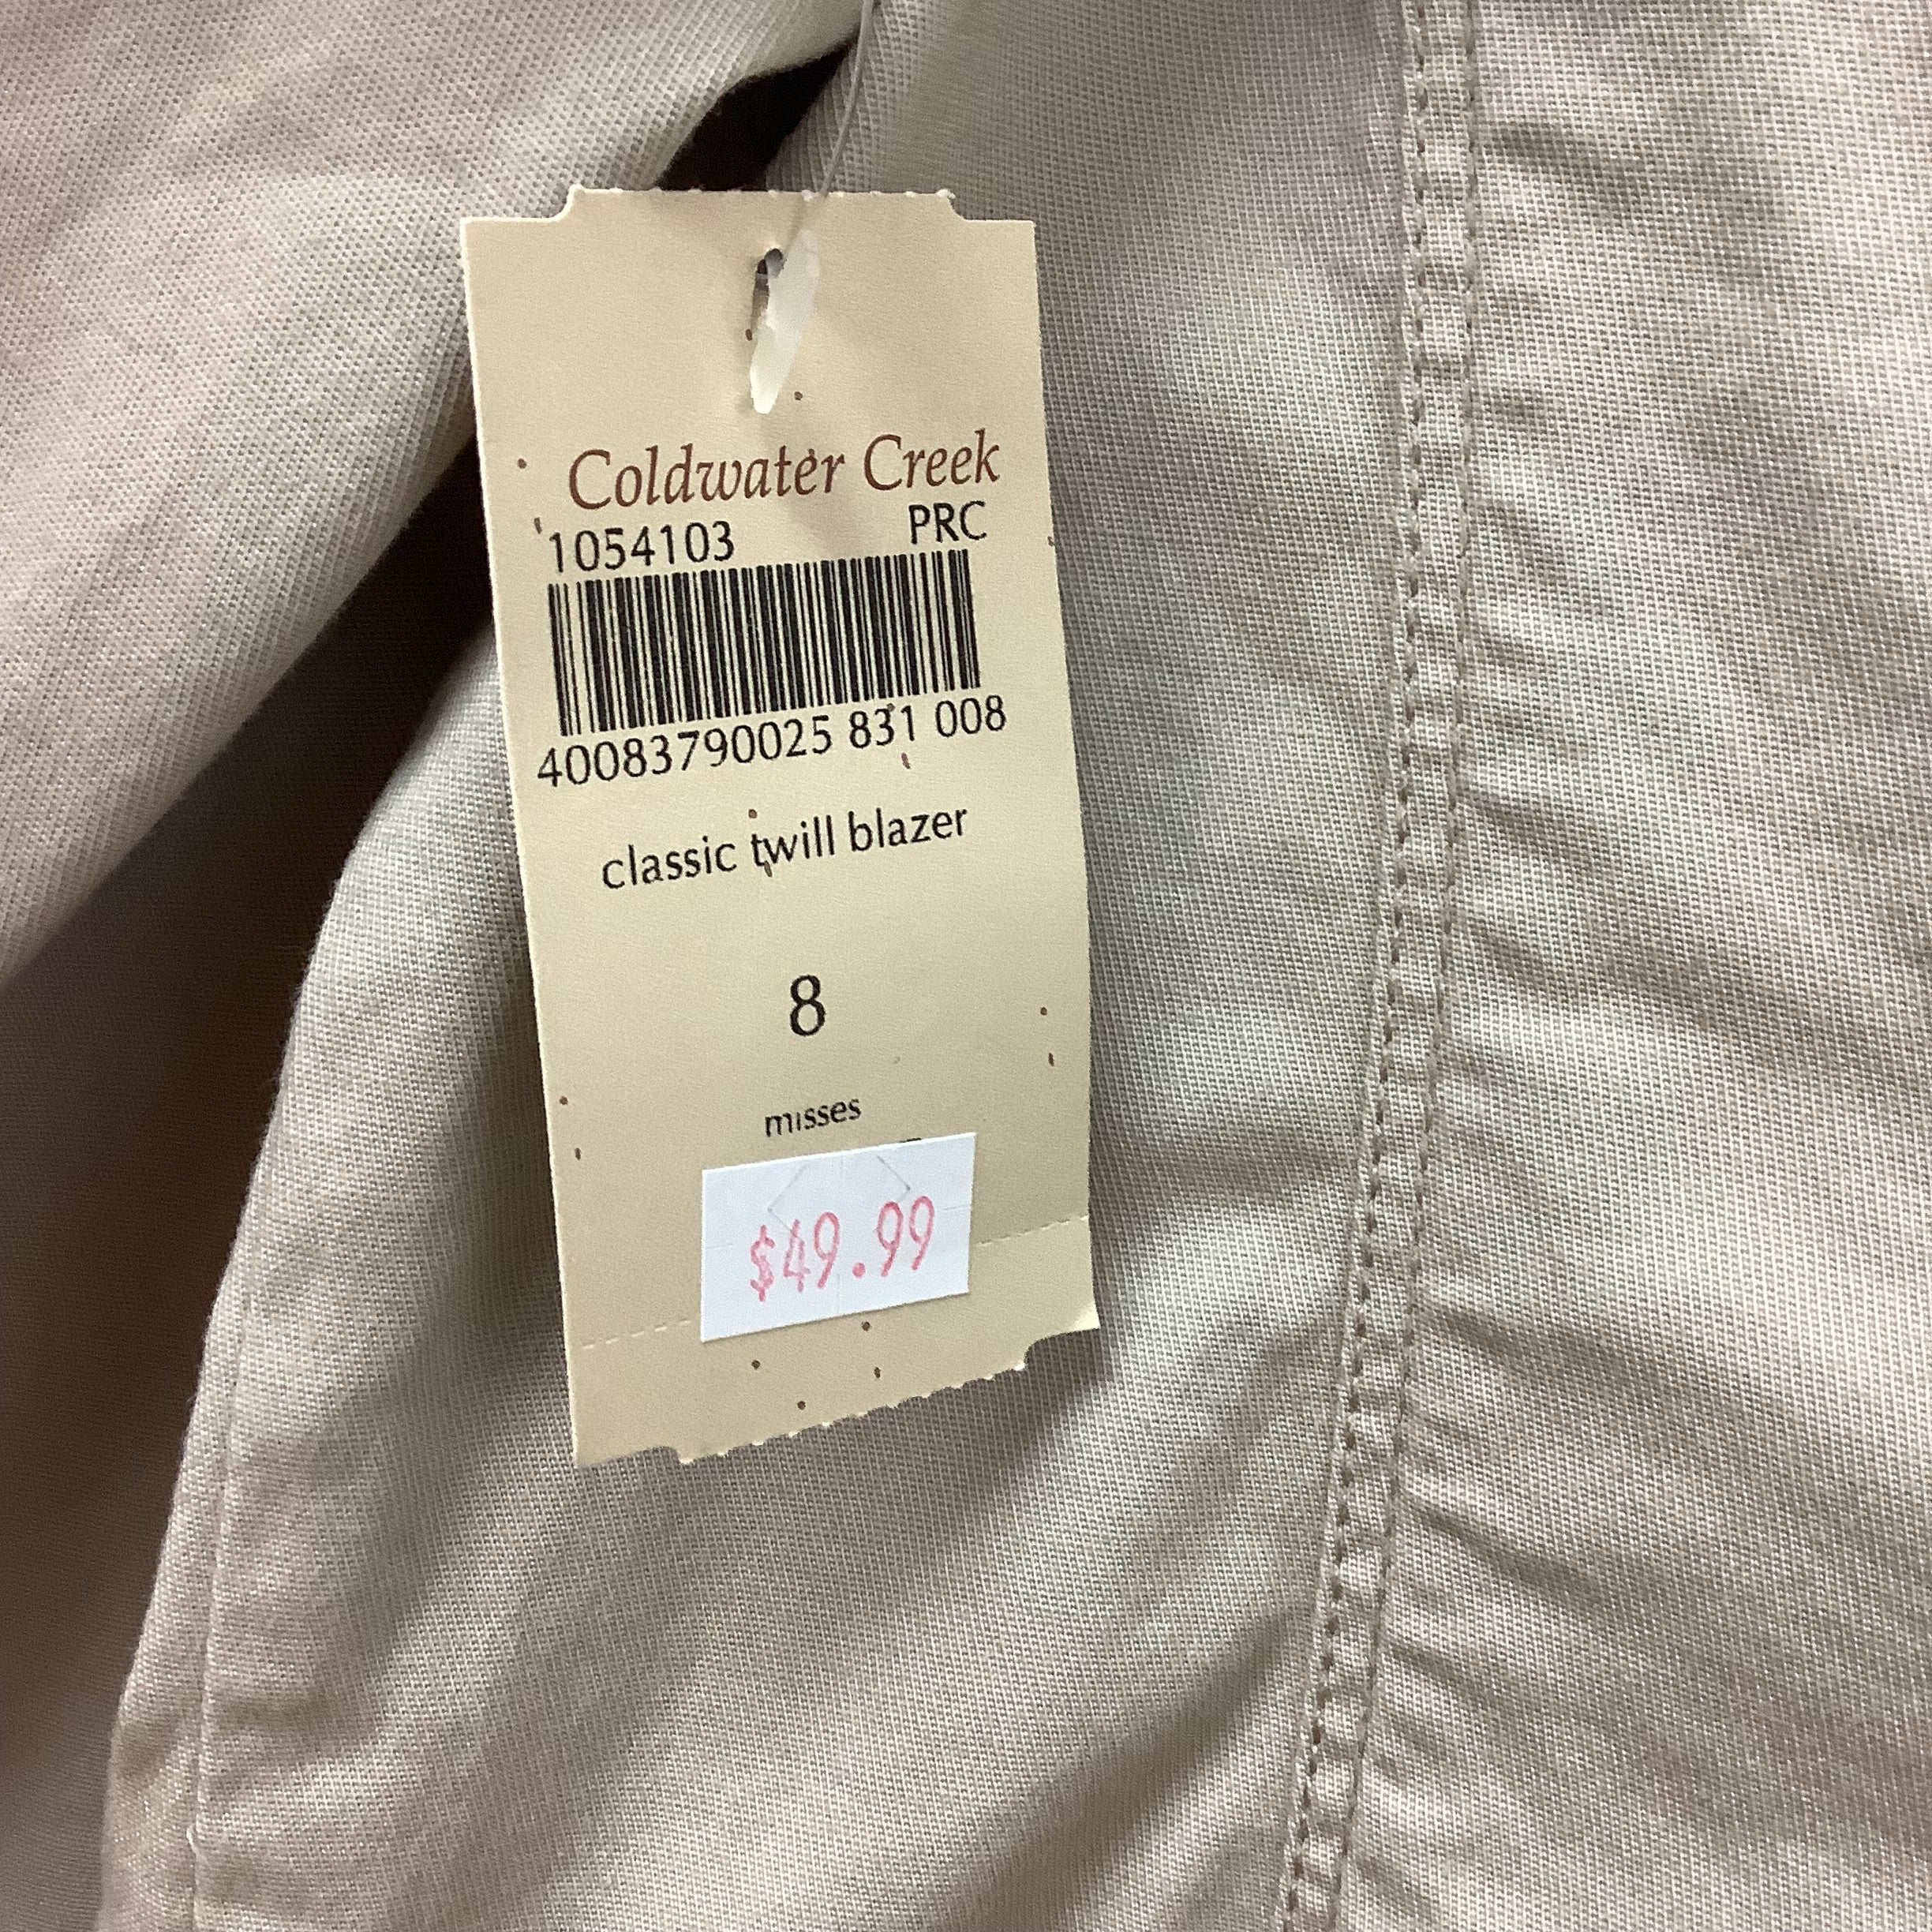 Coldwater Creek
1054103 PRC
40083790025 831 008
classic twill blazer
8
misses
$49.99